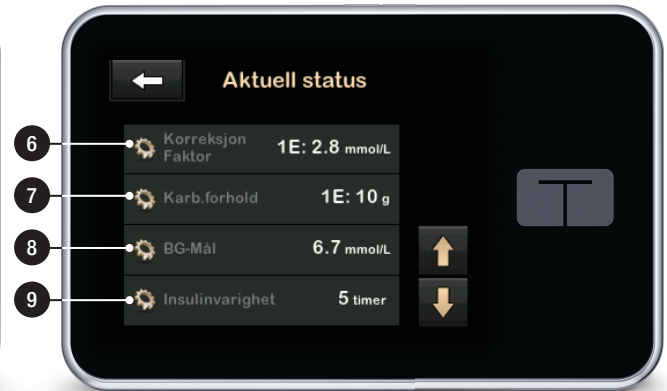 Aktuell status
6
Korreksjon
Faktor
1E: 2.8 mmol/L
7
Karb.forhold
1E: 10 g
8
BG-Mål
6.7 mmol/L
9
Insulinvarighet
5 timer